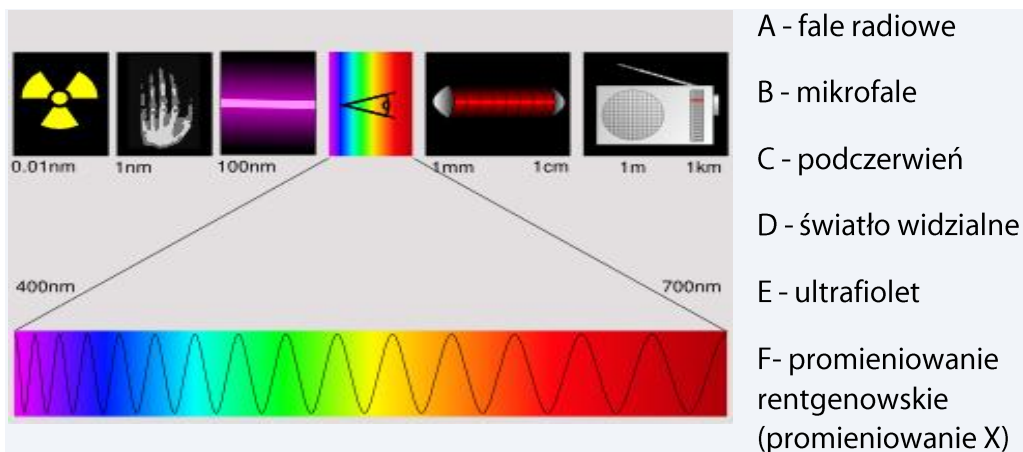 0.01nm 1nm 100nm 1mm 1cm 1m 1km
400nm 700nm
A - fale radiowe
B - mikrofale
C - podczerwień
D - światło widzialne
E - ultrafiolet
F- promieniowanie
rentgenowskie
(promieniowanie X)